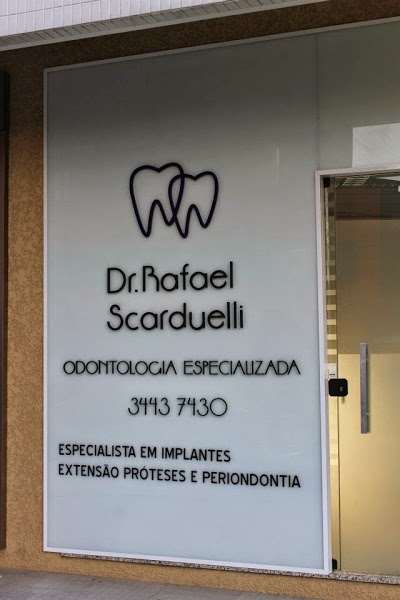 Dr. Rafael
Scarduelli
ODONTOLOGIA ESPECIALIZADA
3443 7430
ESPECIALISTA EM IMPLANTES
EXTENSÃO PRÓTESES E PERIONDONTIA